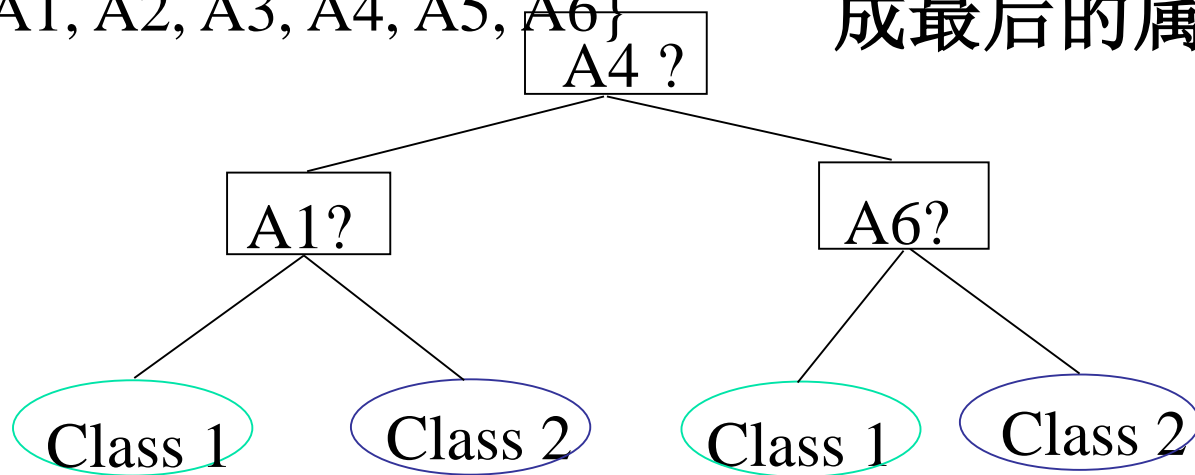 A1, A2, A3, A4, A5, A6}
成最后的属
A4 ?
A1?
A6?
Class 1
Class 2
Class 1
Class 2